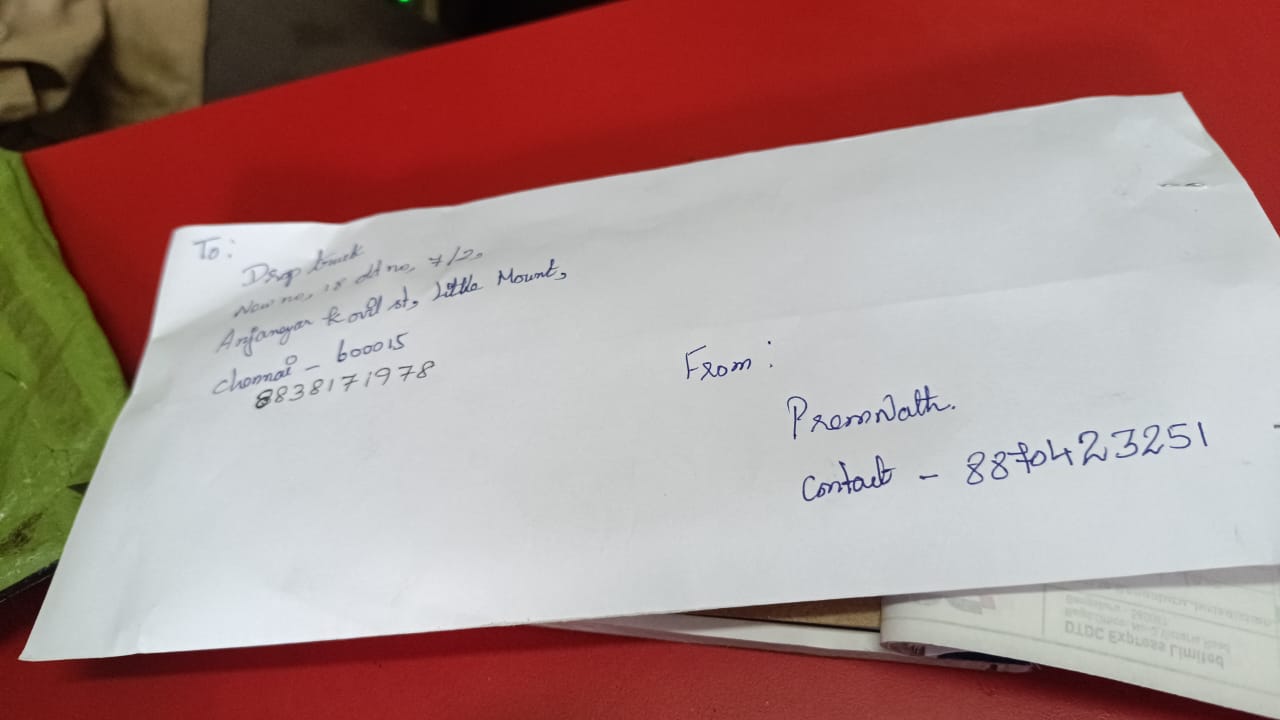 To:
Drop truck
New no, 18 old no, 7/2,
Anjaneyar kovil st, Little Mount,
Chennai - 600015
8838171978
From:
PremNath.
Contact - 8870423251
DTDC Express Limited